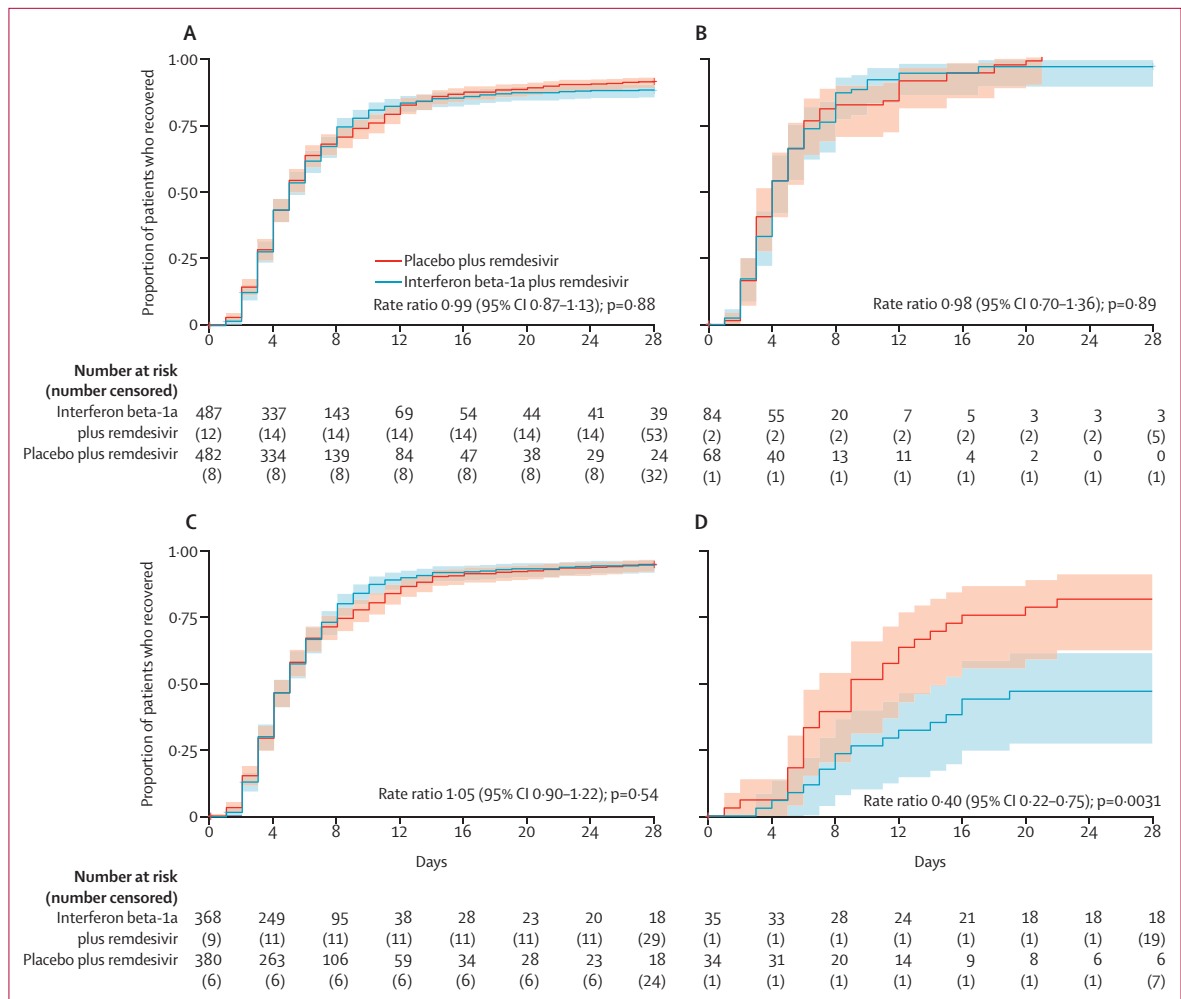 A
B
Proportion of patients who recovered
1·00
0·75
0·50
0·25
0
Placebo plus remdesivir
Interferon beta-1a plus remdesivir
Rate ratio 0·99 (95% CI 0·87–1·13); p=0·88
Rate ratio 0·98 (95% CI 0·70–1·36); p=0·89
0 4 8 12 16 20 24 28 0 4 8 12 16 20 24 28
Number at risk
(number censored)
Interferon beta-1a 487 337 143 69 54 44 41 39 84 55 20 7 5 3 3 3
plus remdesivir (12) (14) (14) (14) (14) (14) (14) (53) (2) (2) (2) (2) (2) (2) (2) (5)
Placebo plus remdesivir 482 334 139 84 47 38 29 24 68 40 13 11 4 2 0 0
(8) (8) (8) (8) (8) (8) (8) (32) (1) (1) (1) (1) (1) (1) (1) (1)
C
D
Proportion of patients who recovered
1·00
0·75
0·50
0·25
0
Rate ratio 1·05 (95% CI 0·90–1·22); p=0·54
Rate ratio 0·40 (95% CI 0·22–0·75); p=0·0031
0 4 8 12 16 20 24 28 0 4 8 12 16 20 24 28
Days
Days
Number at risk
(number censored)
Interferon beta-1a 368 249 95 38 28 23 20 18 35 33 28 24 21 18 18 18
plus remdesivir (9) (11) (11) (11) (11) (11) (11) (29) (1) (1) (1) (1) (1) (1) (1) (19)
Placebo plus remdesivir 380 263 106 59 34 28 23 18 34 31 20 14 9 8 6 6
(6) (6) (6) (6) (6) (6) (6) (24) (1) (1) (1) (1) (1) (1) (1) (7)